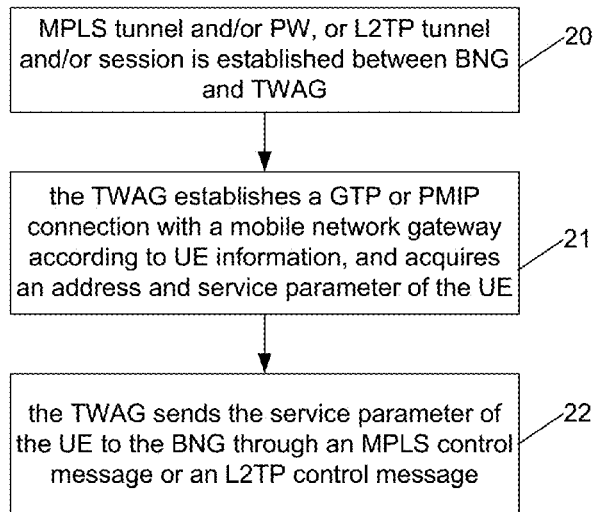 MPLS tunnel and/or PW, or L2TP tunnel
and/or session is established between BNG
and TWAG
20
the TWAG establishes a GTP or PMIP
connection with a mobile network gateway
according to UE information, and acquires
an address and service parameter of the UE
21
the TWAG sends the service parameter of
the UE to the BNG through an MPLS control
message or an L2TP control message
22